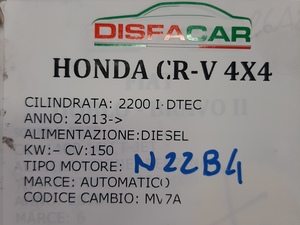 DISFACAR
HONDA CR-V 4X4
CILINDRATA: 2200 I-DTEC
ANNO: 2013->
ALIMENTAZIONE:DIESEL
KW:- CV:150
TIPO MOTORE: N22B4
MARCE: AUTOMATICO
CODICE CAMBIO: MV7A